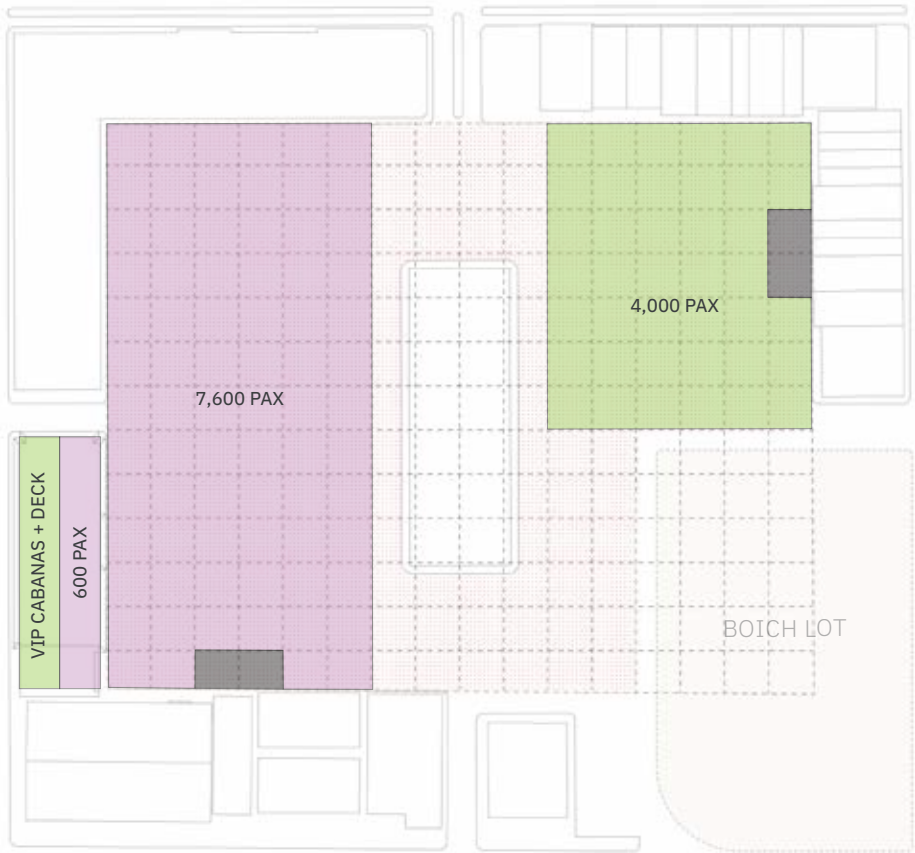 4,000 PAX
7,600 PAX
VIP CABANAS + DECK
600 PAX
BOICH LOT